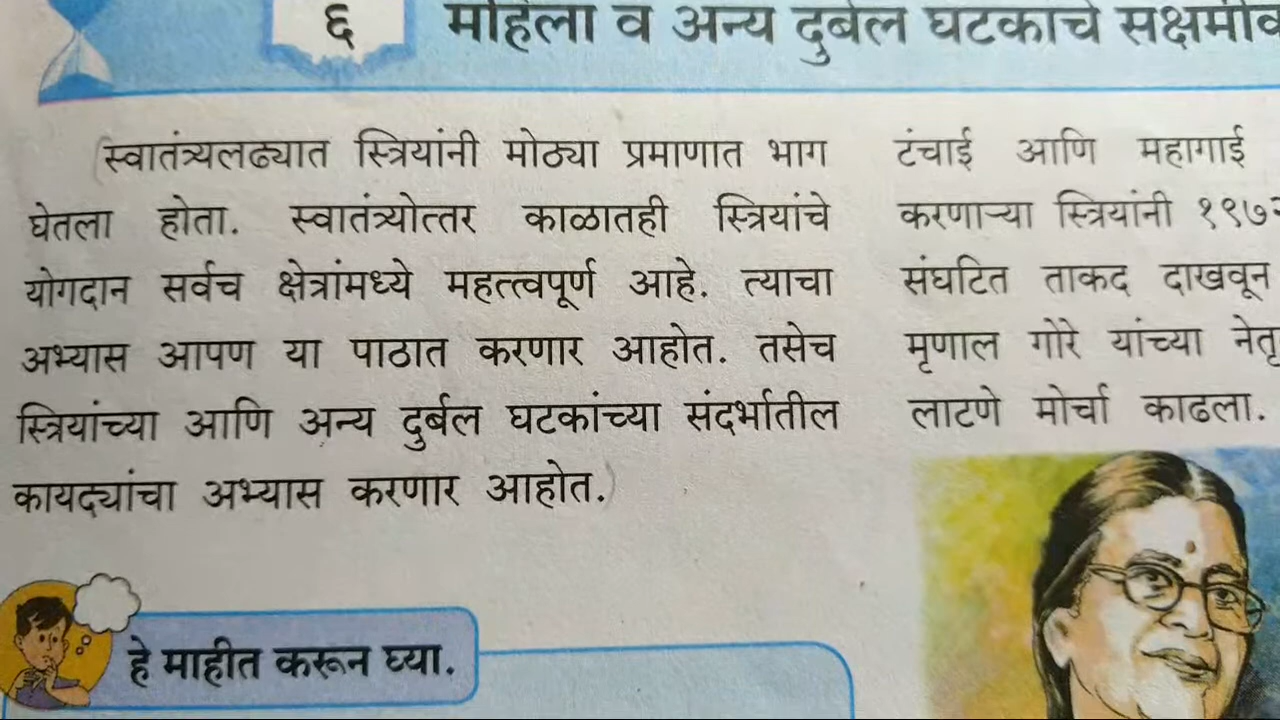 ६ महिला व अन्य दुर्बल घटकांचे
(स्वातंत्र्यलढ्यात स्त्रियांनी मोठ्या प्रमाणात भाग
घेतला होता. स्वातंत्र्योत्तर काळातही स्त्रियांचे
योगदान सर्वच क्षेत्रांमध्ये महत्त्वपूर्ण आहे. त्याचा
अभ्यास आपण या पाठात करणार आहोत. तसेच
स्त्रियांच्या आणि अन्य दुर्बल घटकांच्या संदर्भातील
कायद्यांचा अभ्यास करणार आहोत.)
हे माहीत करून घ्या.
टंचाई आणि महागाई
करणाऱ्या स्त्रियांनी
संघटित ताकद दाखवून
मृणाल गोरे यांच्या
लाटणे मोर्चा काढला.